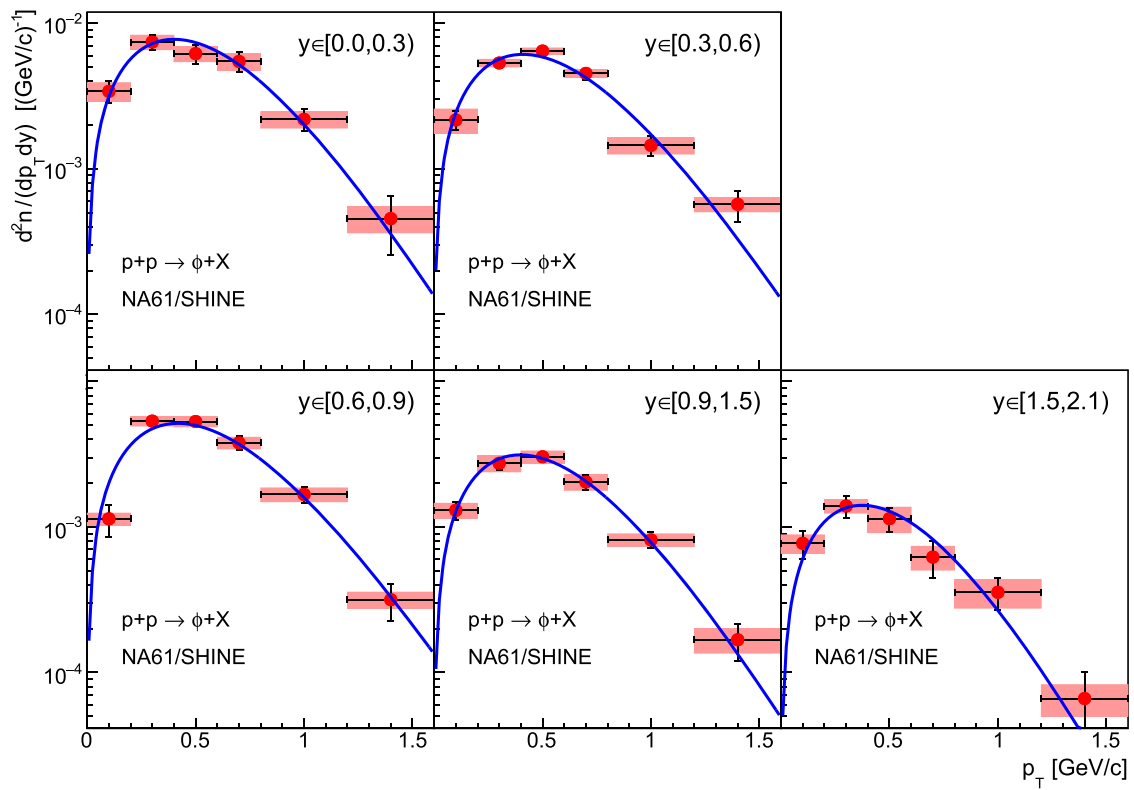 d²n/(dp_T dy) [(GeV/c)⁻¹]
10⁻²
10⁻³
10⁻⁴
y∈[0.0,0.3)
p+p → ϕ+X
NA61/SHINE
y∈[0.3,0.6)
p+p → ϕ+X
NA61/SHINE
10⁻³
10⁻⁴
y∈[0.6,0.9)
p+p → ϕ+X
NA61/SHINE
y∈[0.9,1.5)
p+p → ϕ+X
NA61/SHINE
y∈[1.5,2.1)
p+p → ϕ+X
NA61/SHINE
0 0.5 1 1.5
0.5 1 1.5
0.5 1 1.5
p_T [GeV/c]